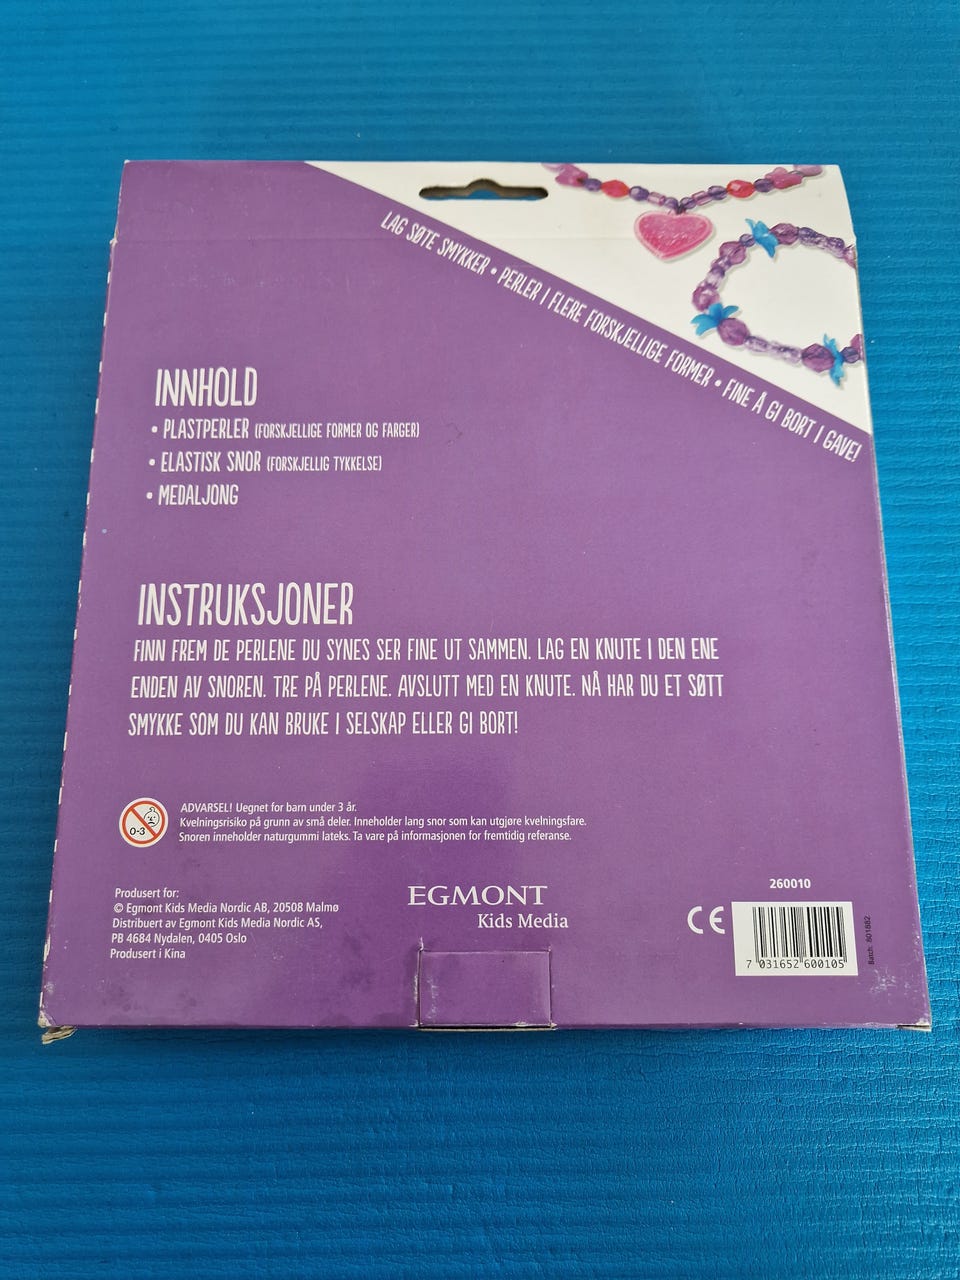 LAG SØTE SMYKKER • PERLER I FLERE FORSKJELLIGE FORMER • FINE Å GI BORT I GAVE!
INNHOLD
• PLASTPERLER (FORSKJELLIGE FORMER OG FARGER)
• ELASTISK SNOR (FORSKJELLIG TYKKELSE)
• MEDALJONG
INSTRUKSJONER
FINN FREM DE PERLENE DU SYNES SER FINE UT SAMMEN. LAG EN KNUTE I DEN ENE
ENDEN AV SNOREN. TRE PÅ PERLENE. AVSLUTT MED EN KNUTE. NÅ HAR DU ET SØTT
SMYKKE SOM DU KAN BRUKE I SELSKAP ELLER GI BORT!
0-3
ADVARSEL! Uegnet for barn under 3 år.
Kvelningsrisiko på grunn av små deler. Inneholder lang snor som kan utgjøre kvelningsfare.
Snoren inneholder naturgummi lateks. Ta vare på informasjonen for fremtidig referanse.
Produsert for:
© Egmont Kids Media Nordic AB, 20508 Malmø
Distribuert av Egmont Kids Media Nordic AS,
PB 4684 Nydalen, 0405 Oslo
Produsert i Kina
EGMONT
Kids Media
260010
CE
7 031652 600105
Batch: 801882